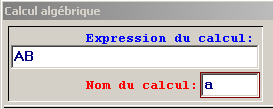 Calcul algébrique
Expression du calcul:
AB
Nom du calcul: a